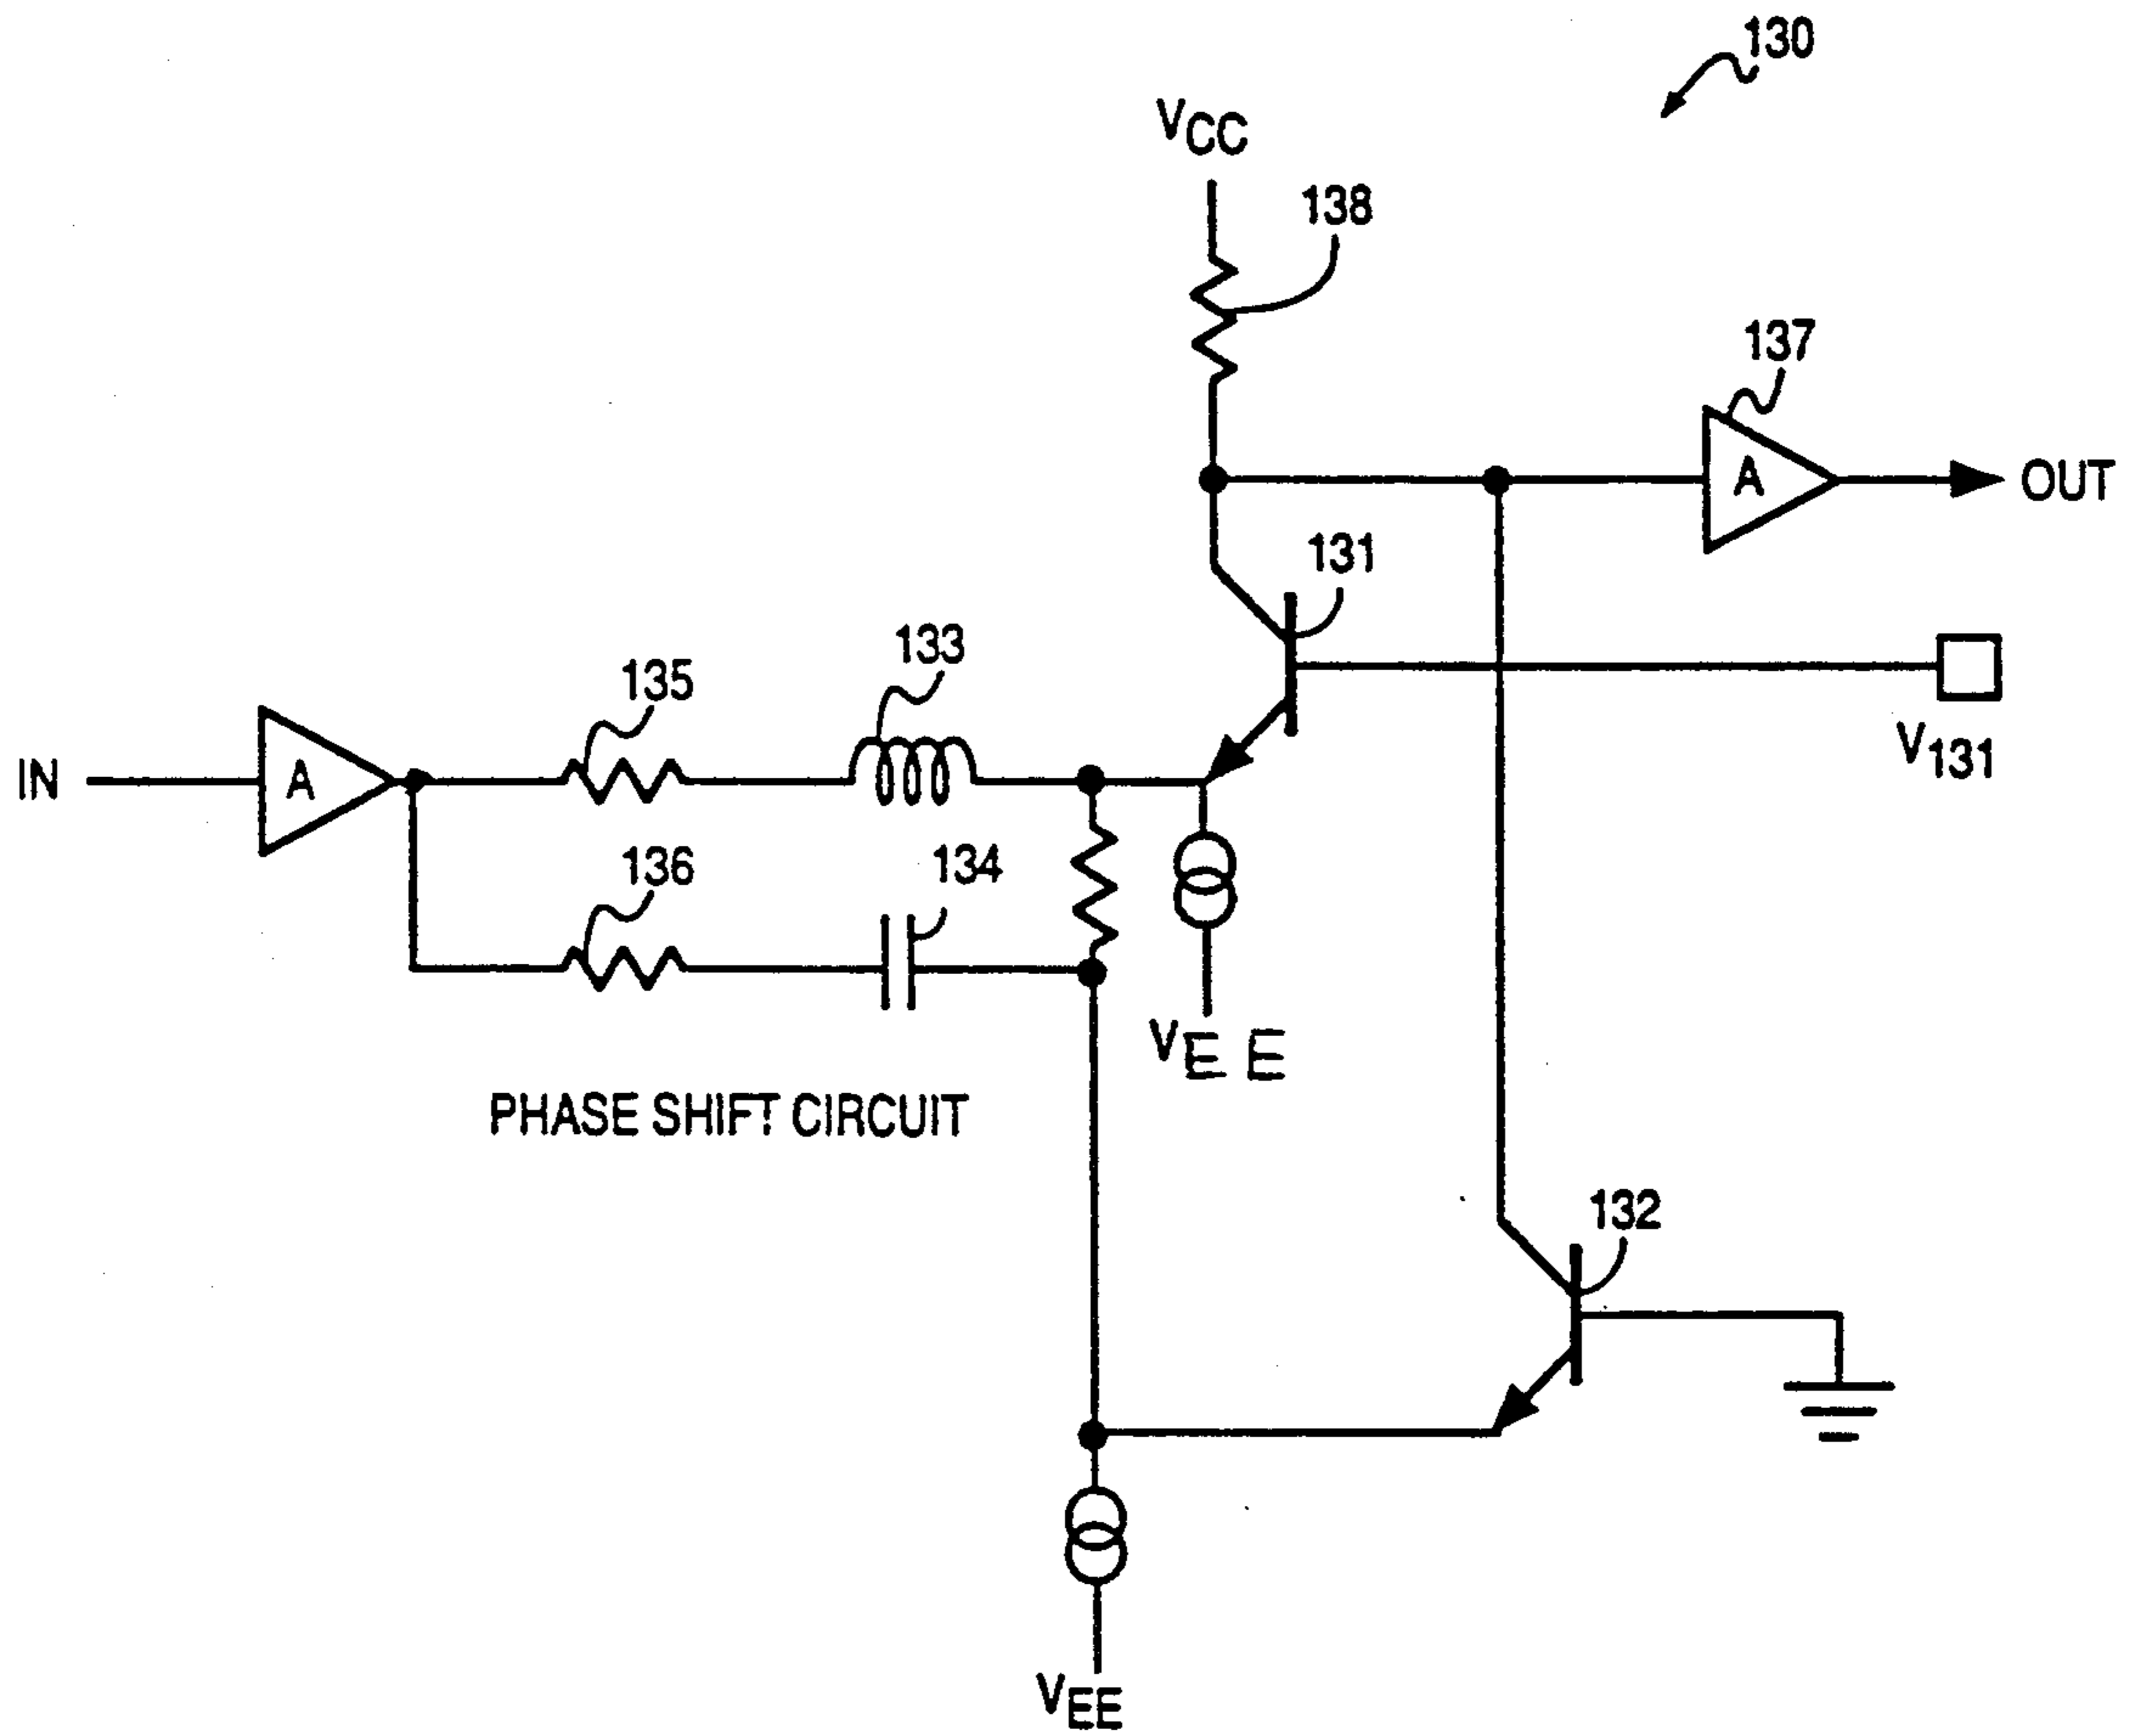 130
VCC
138
137
A
OUT
131
133
135
V131
IN
A
136
134
VE E
PHASE SHIFT CIRCUIT
132
VEE